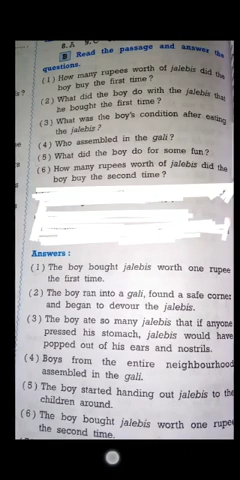 8. A 9. C
B Read the passage and answer the
questions.
(1) How many rupees worth of jalebis did the
boy buy the first time?
(2) What did the boy do with the jalebis that
he bought the first time?
(3) What was the boy's condition after eating
the jalebis?
(4) Who assembled in the gali?
(5) What did the boy do for some fun?
(6) How many rupees worth of jalebis did the
boy buy the second time?
Answers :
(1) The boy bought jalebis worth one rupee
the first time.
(2) The boy ran into a gali, found a safe corner
and began to devour the jalebis.
(3) The boy ate so many jalebis that if anyone
pressed his stomach, jalebis would have
popped out of his ears and nostrils.
(4) Boys from the entire neighbourhood
assembled in the gali.
(5) The boy started handing out jalebis to the
children around.
(6) The boy bought jalebis worth one rupee
the second time.